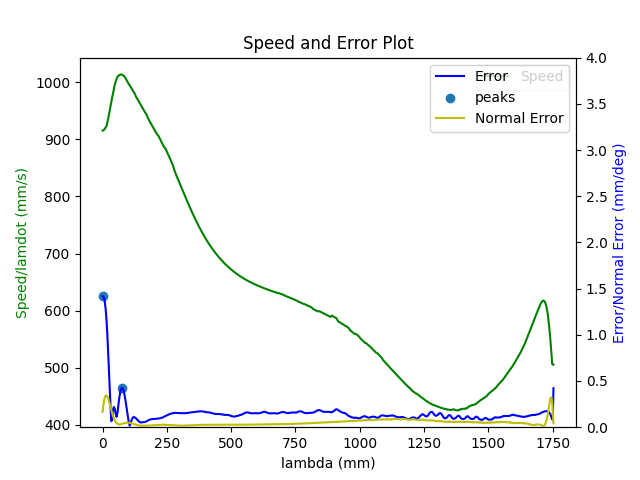 Speed and Error Plot
Speed/lamdot (mm/s)
1000
900
800
700
600
500
400
4.0
3.5
3.0
2.5
2.0
1.5
1.0
0.5
0.0
Error/Normal Error (mm/deg)
Error
Speed
peaks
Normal Error
0 250 500 750 1000 1250 1500 1750
lambda (mm)